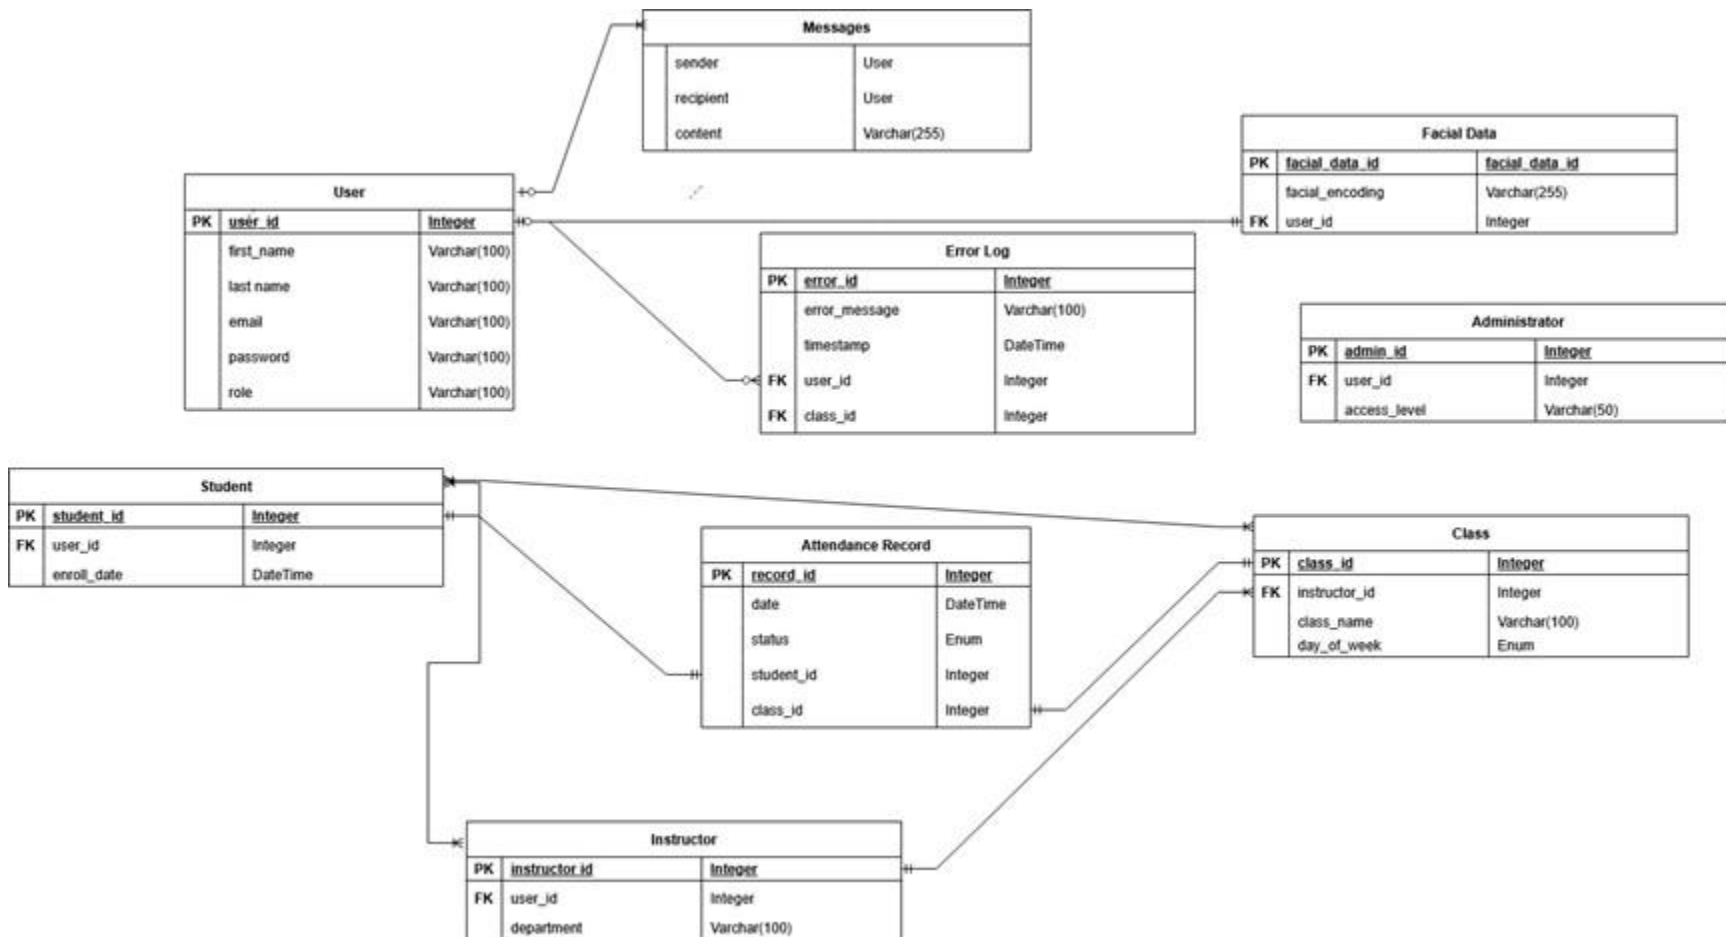 Messages
sender User
recipient User
content Varchar(255)
Facial Data
PK facial_data_id facial_data_id
facial_encoding Varchar(255)
FK user_id Integer
User
PK user_id Integer
first_name Varchar(100)
last name Varchar(100)
email Varchar(100)
password Varchar(100)
role Varchar(100)
Error Log
PK error_id Integer
error_message Varchar(100)
timestamp DateTime
FK user_id Integer
FK class_id Integer
Administrator
PK admin_id Integer
FK user_id Integer
access_level Varchar(50)
Student
PK student_id Integer
FK user_id Integer
enroll_date DateTime
Attendance Record
PK record_id Integer
date DateTime
status Enum
student_id Integer
class_id Integer
Class
PK class_id Integer
FK instructor_id Integer
class_name Varchar(100)
day_of_week Enum
Instructor
PK instructor id Integer
FK user_id Integer
department Varchar(100)